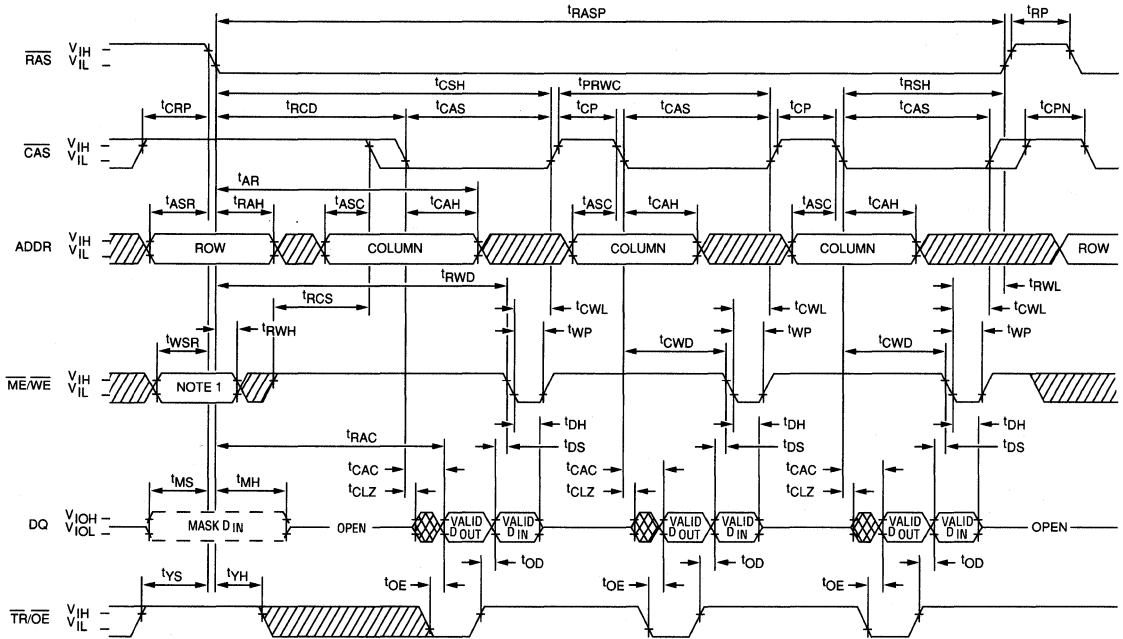 tRASP tRP
RAS VIH VIL
tCSH tPRWC tRSH
tCRP tRCD tCAS tCP tCAS tCP tCAS tCPN
CAS VIH VIL
tAR
tASR tRAH tASC tCAH tASC tCAH tASC tCAH
ADDR VIH VIL ROW COLUMN COLUMN COLUMN ROW
tRWD tRWL
tRCS tCWL tCWL tCWL
tRWH tWP tWP tWP
tWSR tCWD tCWD
ME/WE VIH VIL NOTE 1
tDH tDH tDH
tRAC tDS tDS tDS
tCAC tCAC tCAC
tMS tMH tCLZ tCLZ tCLZ
DQ VIOH VIOL MASK DIN OPEN VALID DOUT VALID DIN VALID DOUT VALID DIN VALID DOUT VALID DIN OPEN
tOD tOD tOD
tYS tYH tOE tOE tOE
TR/OE VIH VIL